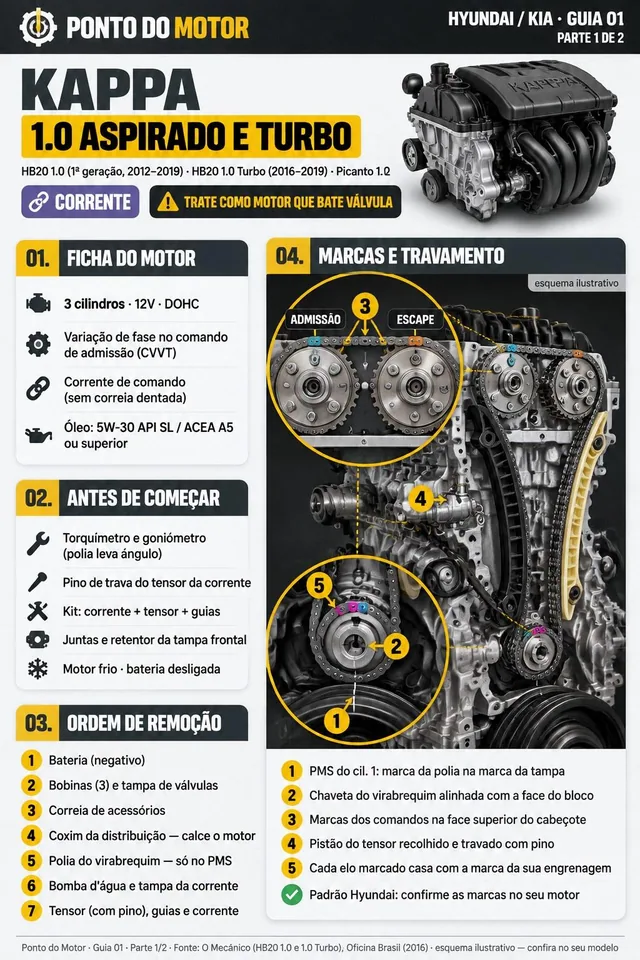 PONTO DO MOTOR
HYUNDAI / KIA · GUIA 01
PARTE 1 DE 2
KAPPA
1.0 ASPIRADO E TURBO
HB20 1.0 (1ª geração, 2012–2019) · HB20 1.0 Turbo (2016–2019) · Picanto 1.0
CORRENTE
TRATE COMO MOTOR QUE BATE VÁLVULA
KAPPA
01. FICHA DO MOTOR
3 cilindros · 12V · DOHC
Variação de fase no comando
de admissão (CVVT)
Corrente de comando
(sem correia dentada)
Óleo: 5W-30 API SL / ACEA A5
ou superior
02. ANTES DE COMEÇAR
Torquímetro e goniómetro
(polia leva ângulo)
Pino de trava do tensor da corrente
Kit: corrente + tensor + guias
Juntas e retentor da tampa frontal
Motor frio · bateria desligada
03. ORDEM DE REMOÇÃO
1 Bateria (negativo)
2 Bobinas (3) e tampa de válvulas
3 Correia de acessórios
4 Coxim da distribuição — calce o motor
5 Polia do virabrequim — só no PMS
6 Bomba d'água e tampa da corrente
7 Tensor (com pino), guias e corrente
04. MARCAS E TRAVAMENTO
esquema ilustrativo
3
ADMISSÃO
ESCAPE
4
5
2
1
1 PMS do cil. 1: marca da polia na marca da tampa
2 Chaveta do virabrequim alinhada com a face do bloco
3 Marcas dos comandos na face superior do cabeçote
4 Pistão do tensor recolhido e travado com pino
5 Cada elo marcado casa com a marca da sua engrenagem
Padrão Hyundai: confirme as marcas no seu motor
Ponto do Motor · Guia 01 · Parte 1/2 · Fonte: O Mecânico (HB20 1.0 e 1.0 Turbo), Oficina Brasil (2016) · esquema ilustrativo — confira no seu modelo